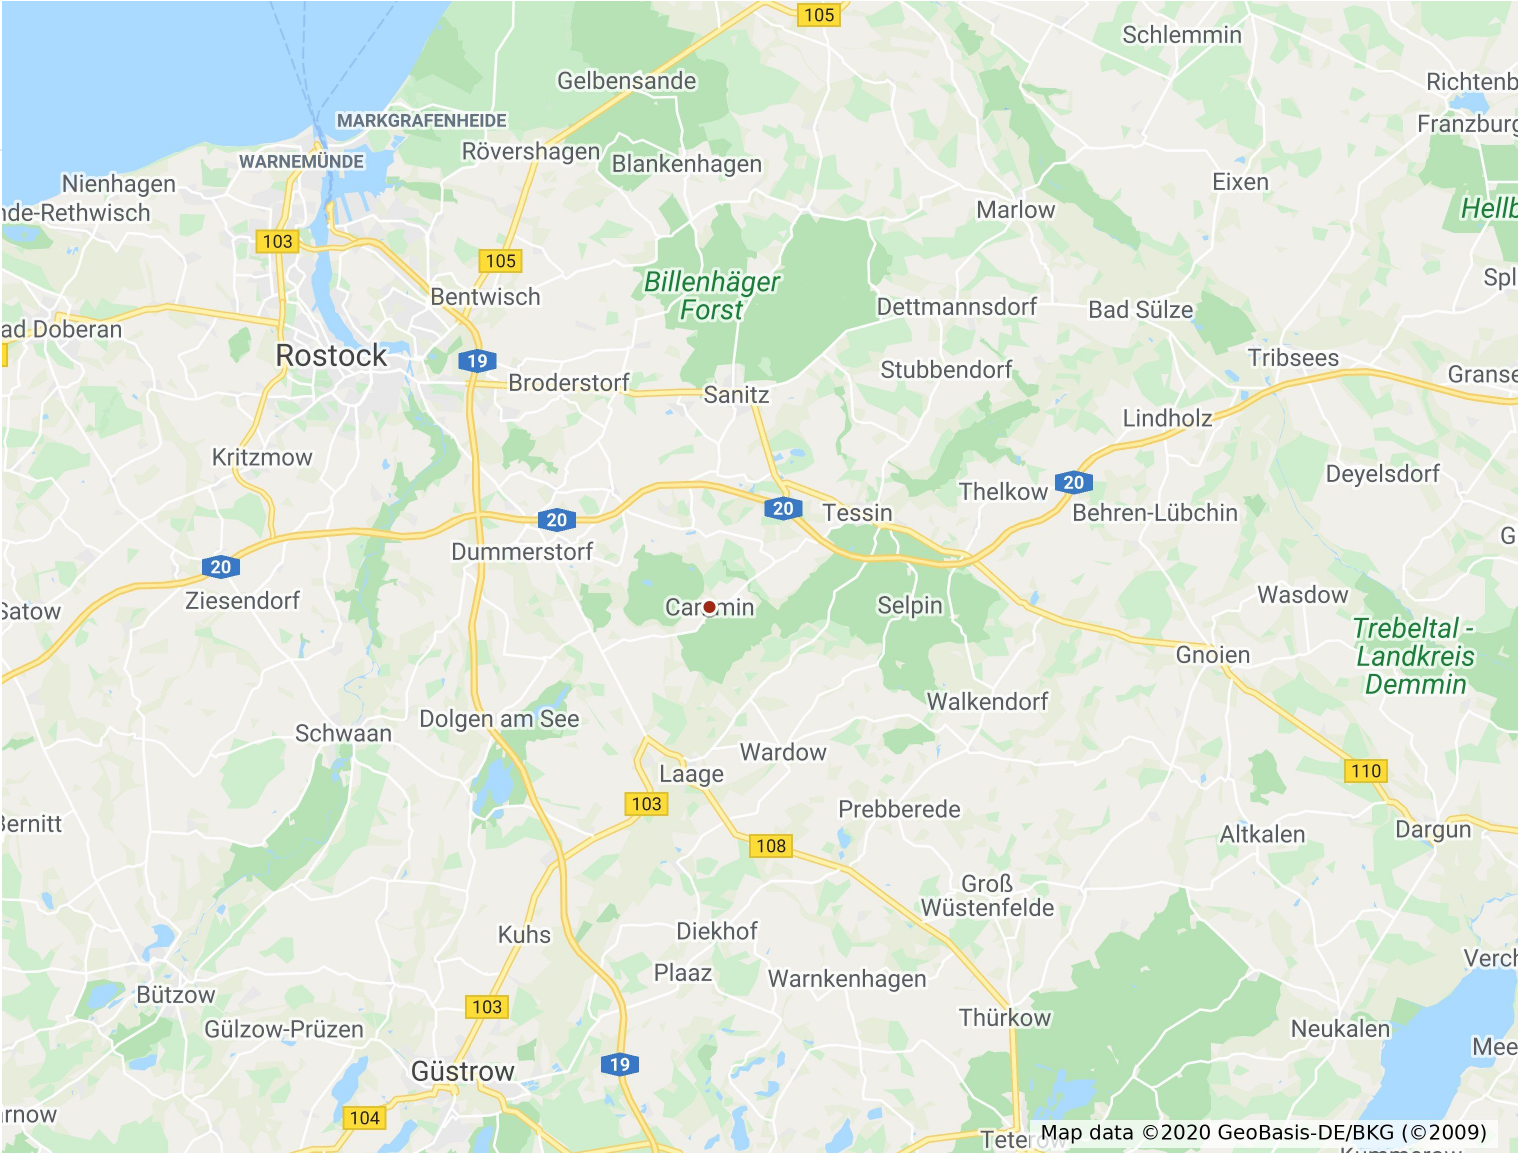 105
Schlemmin
Gelbensande
Richtenb
MARKGRAFENHEIDE
Franzburg
WARNEMÜNDE
Rövershagen
Blankenhagen
Nienhagen
Eixen
nde-Rethwisch
Marlow
Hellb
103
105
Billenhäger
Forst
Spl
Bentwisch
Dettmannsdorf
Bad Sülze
ad Doberan
Rostock
19
Tribsees
Stubbendorf
Granse
Broderstorf
Sanitz
Lindholz
Kritzmow
Deyelsdorf
Thelkow
20
20
Tessin
Behren-Lübchin
20
G
Dummerstorf
20
Ziesendorf
Satow
Wasdow
Selpin
Trebeltal -
Landkreis
Demmin
Gnoien
Walkendorf
Dolgen am See
Schwaan
Wardow
Laage
110
103
Prebberede
Bernitt
Altkalen
Dargun
108
Groß
Wüstenfelde
Kuhs
Diekhof
Verch
Plaaz
Warnkenhagen
Bützow
103
Thürkow
Gülzow-Prüzen
Neukalen
Mee
Güstrow
19
arnow
104
Teterow
Map data ©2020 GeoBasis-DE/BKG (©2009)